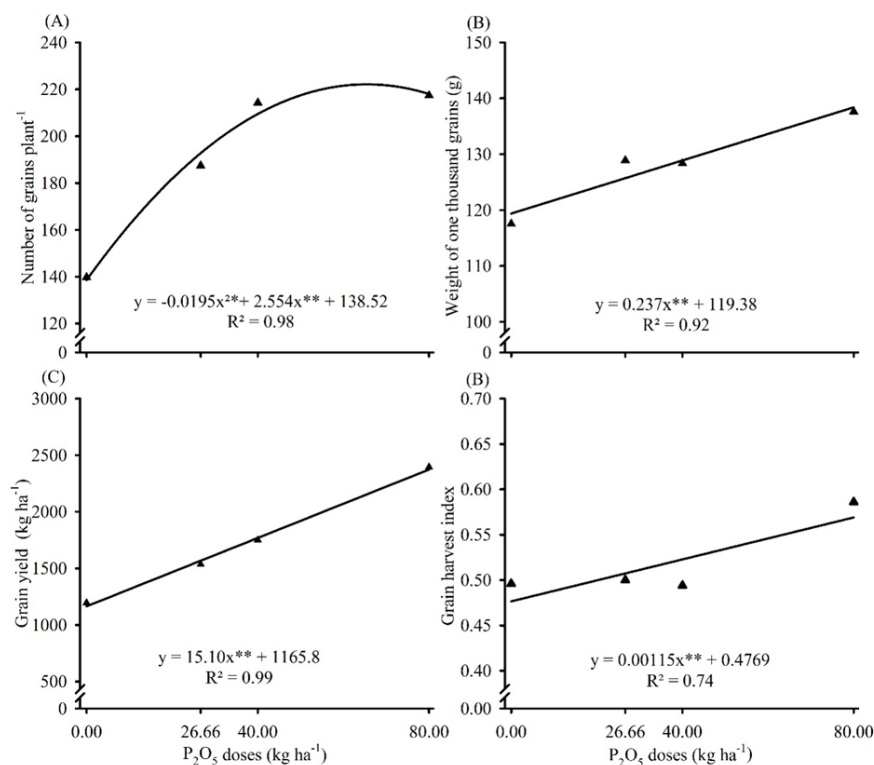 (A)
240
220
200
180
160
140
120
0
Number of grains plant⁻¹
y = -0.0195x²*+ 2.554x** + 138.52
R² = 0.98
(B)
150
140
130
120
110
100
0
Weight of one thousand grains (g)
y = 0.237x** + 119.38
R² = 0.92
(C)
3000
2500
2000
1500
1000
500
0
Grain yield (kg ha⁻¹)
y = 15.10x** + 1165.8
R² = 0.99
0.00 26.66 40.00 80.00
P₂O₅ doses (kg ha⁻¹)
(B)
0.70
0.65
0.60
0.55
0.50
0.45
0.40
0.00
Grain harvest index
y = 0.00115x** + 0.4769
R² = 0.74
0.00 26.66 40.00 80.00
P₂O₅ doses (kg ha⁻¹)